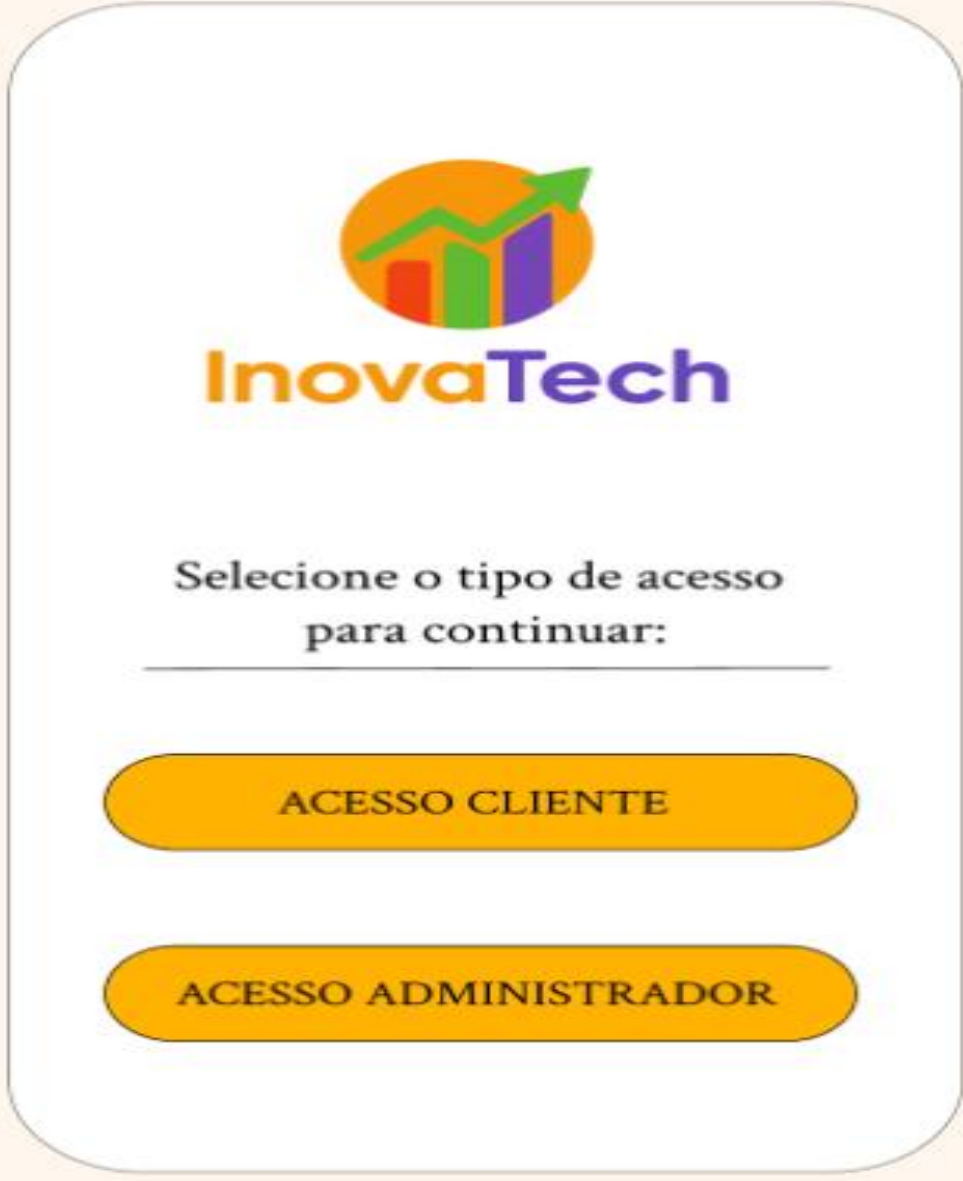 InovaTech
Selecione o tipo de acesso
para continuar:
ACESSO CLIENTE
ACESSO ADMINISTRADOR